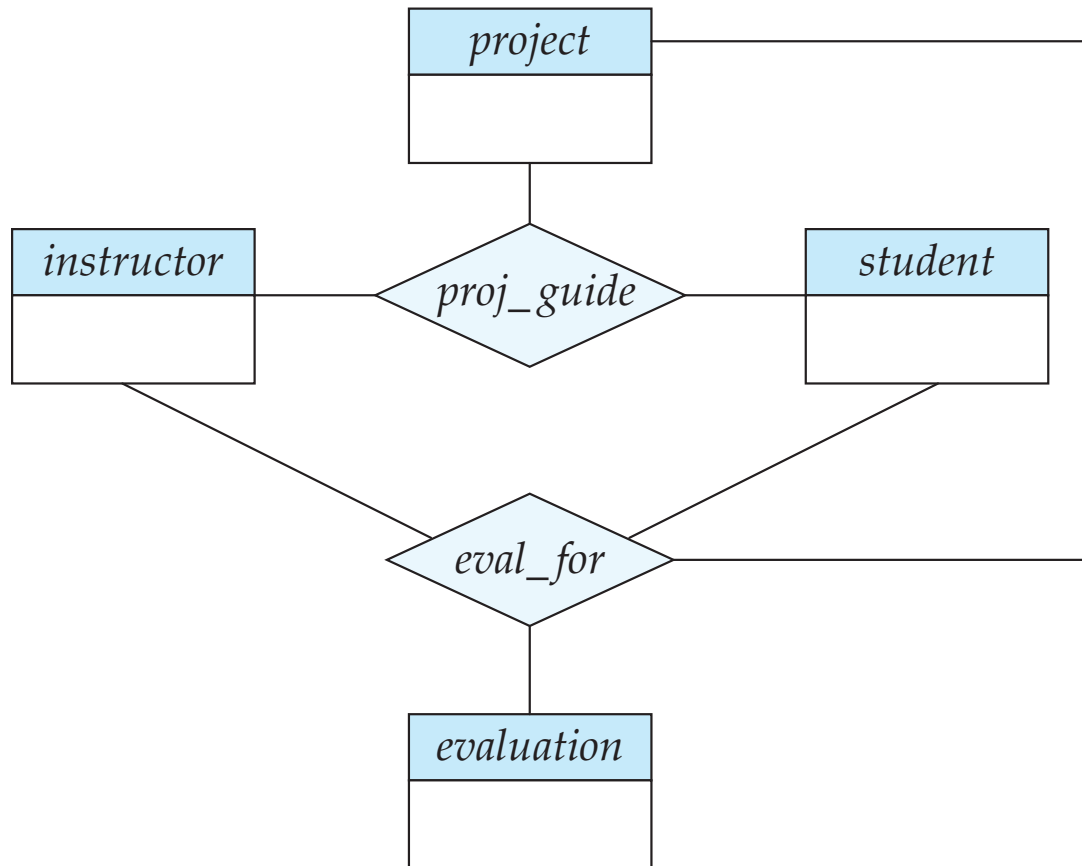 project
instructor
student
proj_guide
eval_for
evaluation